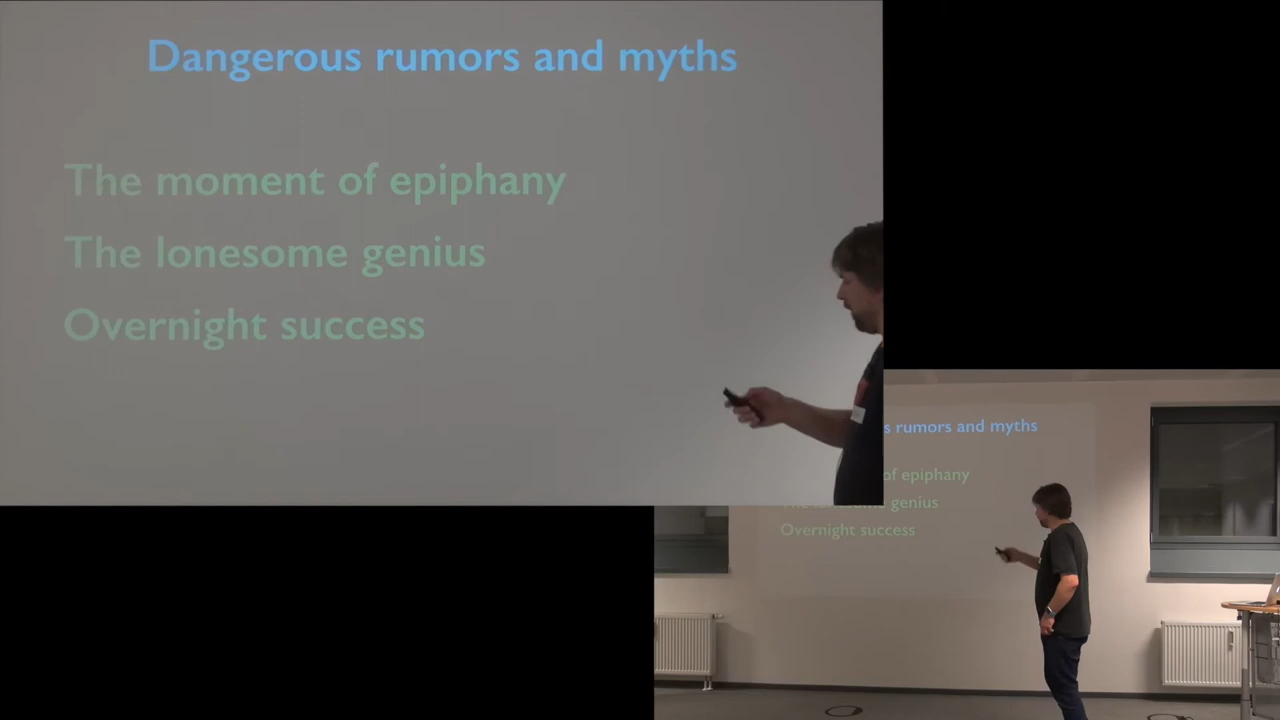 Dangerous rumors and myths
The moment of epiphany
The lonesome genius
Overnight success
s rumors and myths
of epiphany
genius
Overnight success